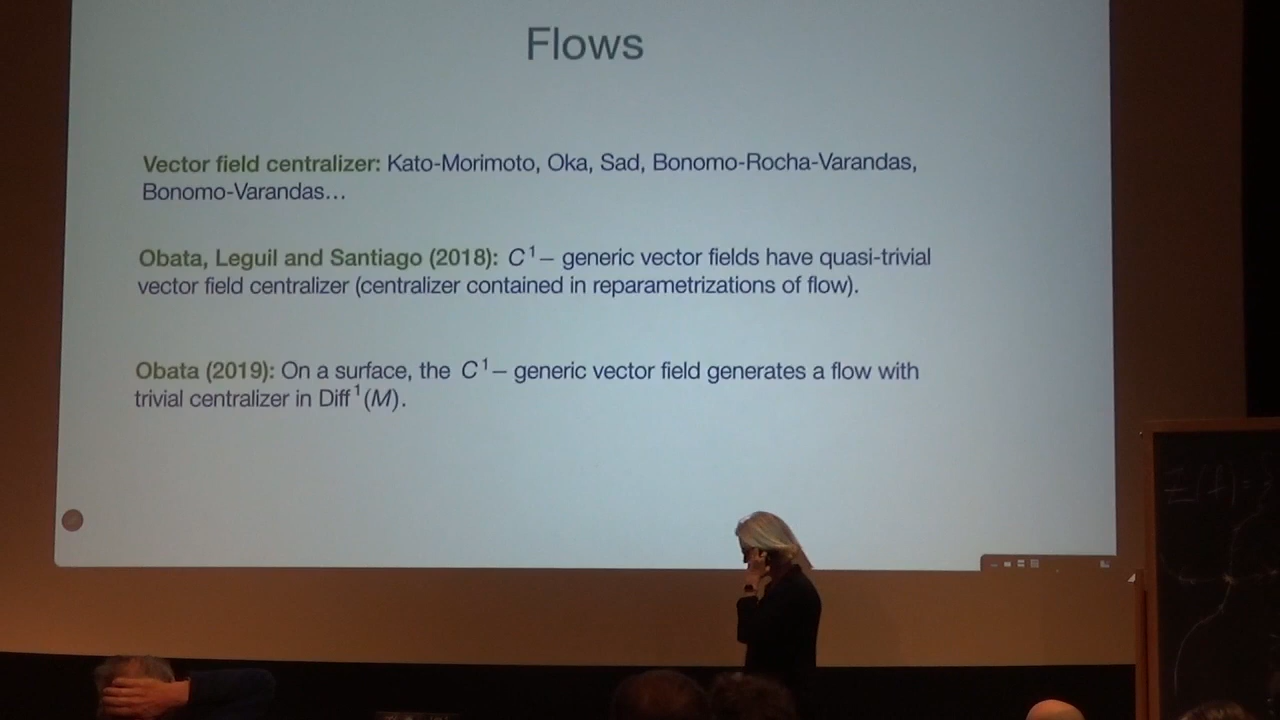 Flows
Vector field centralizer: Kato-Morimoto, Oka, Sad, Bonomo-Rocha-Varandas,
Bonomo-Varandas…
Obata, Leguil and Santiago (2018): C¹– generic vector fields have quasi-trivial
vector field centralizer (centralizer contained in reparametrizations of flow).
Obata (2019): On a surface, the C¹– generic vector field generates a flow with
trivial centralizer in Diff¹(M).